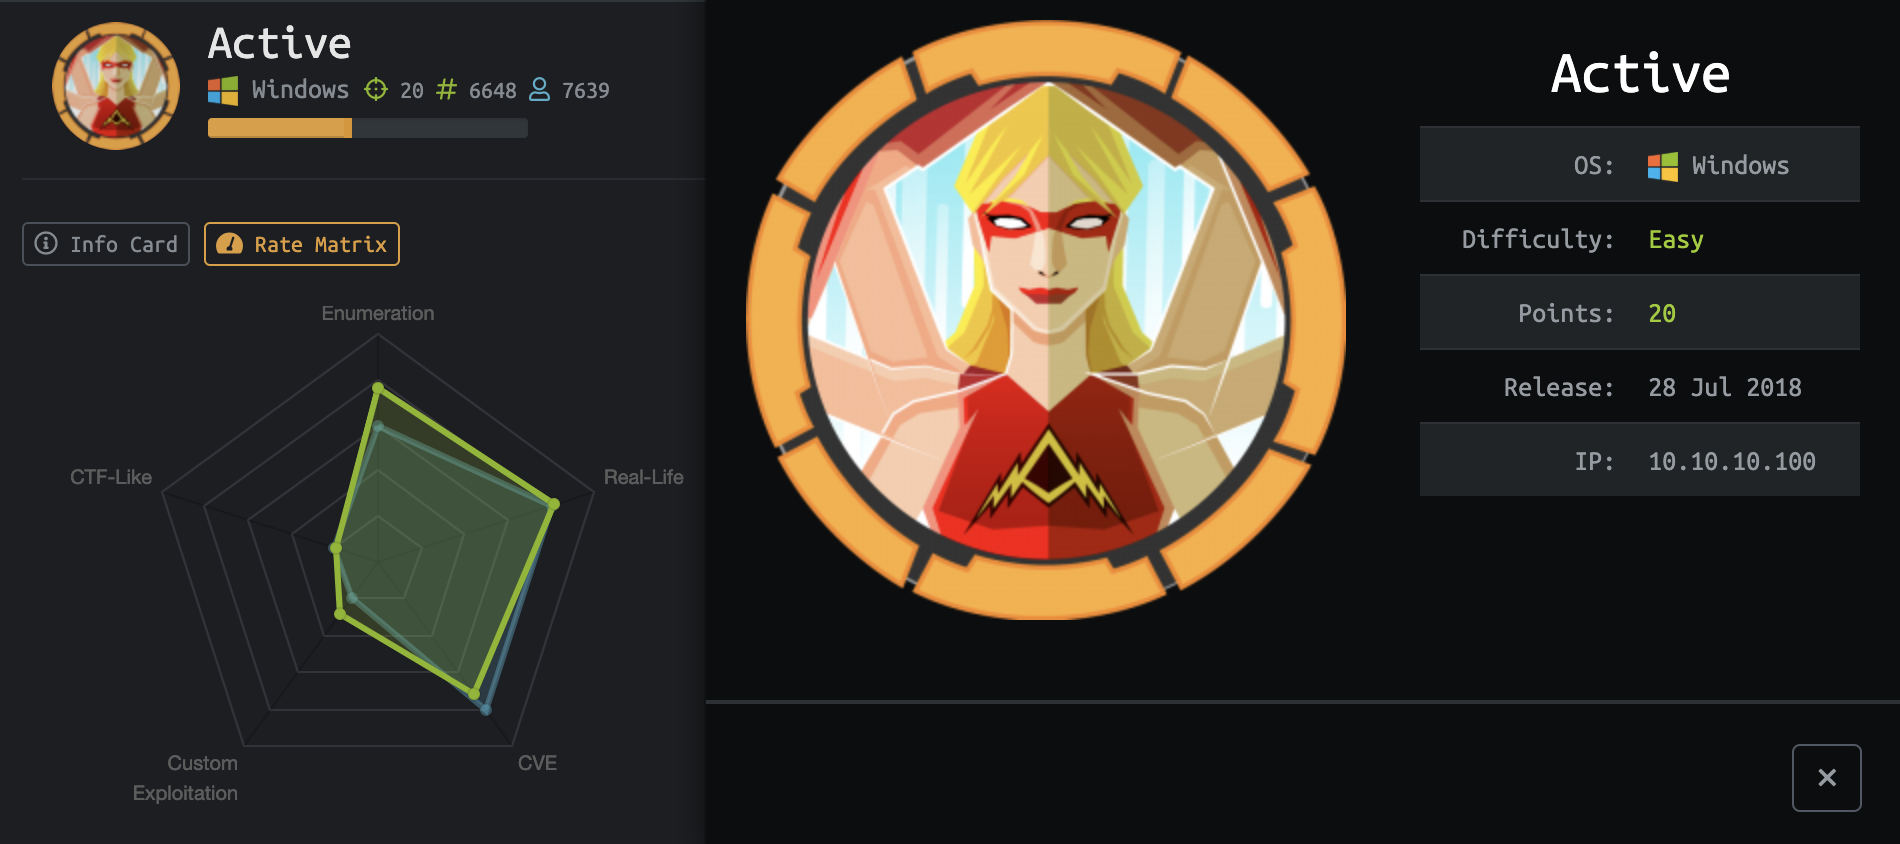 Active
Windows 20 # 6648 7639
Info Card
Rate Matrix
Enumeration
CTF-Like
Real-Life
Custom
Exploitation
CVE
Active
OS: Windows
Difficulty: Easy
Points: 20
Release: 28 Jul 2018
IP: 10.10.10.100